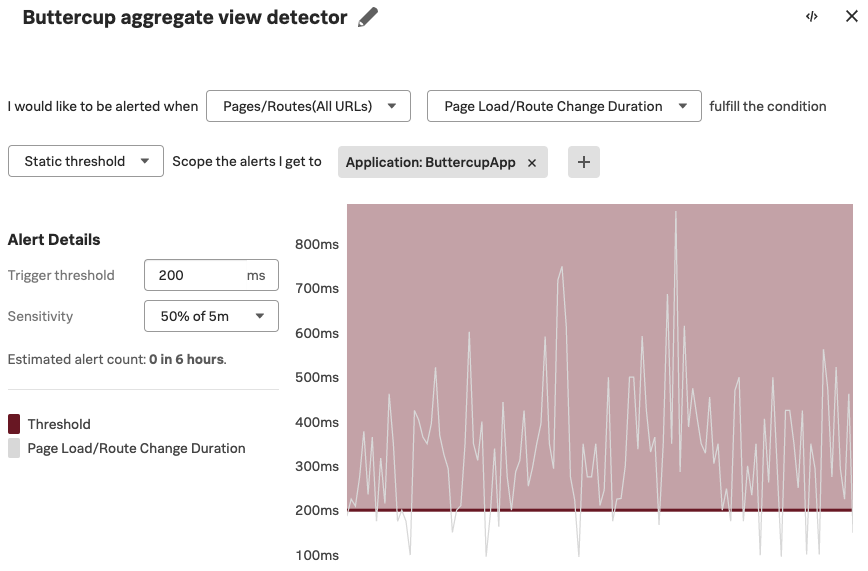 Buttercup aggregate view detector
I would like to be alerted when Pages/Routes(All URLs) Page Load/Route Change Duration fulfill the condition
Static threshold Scope the alerts I get to Application: ButtercupApp × +
Alert Details
Trigger threshold 200 ms
Sensitivity 50% of 5m
Estimated alert count: 0 in 6 hours.
Threshold
Page Load/Route Change Duration
800ms
700ms
600ms
500ms
400ms
300ms
200ms
100ms